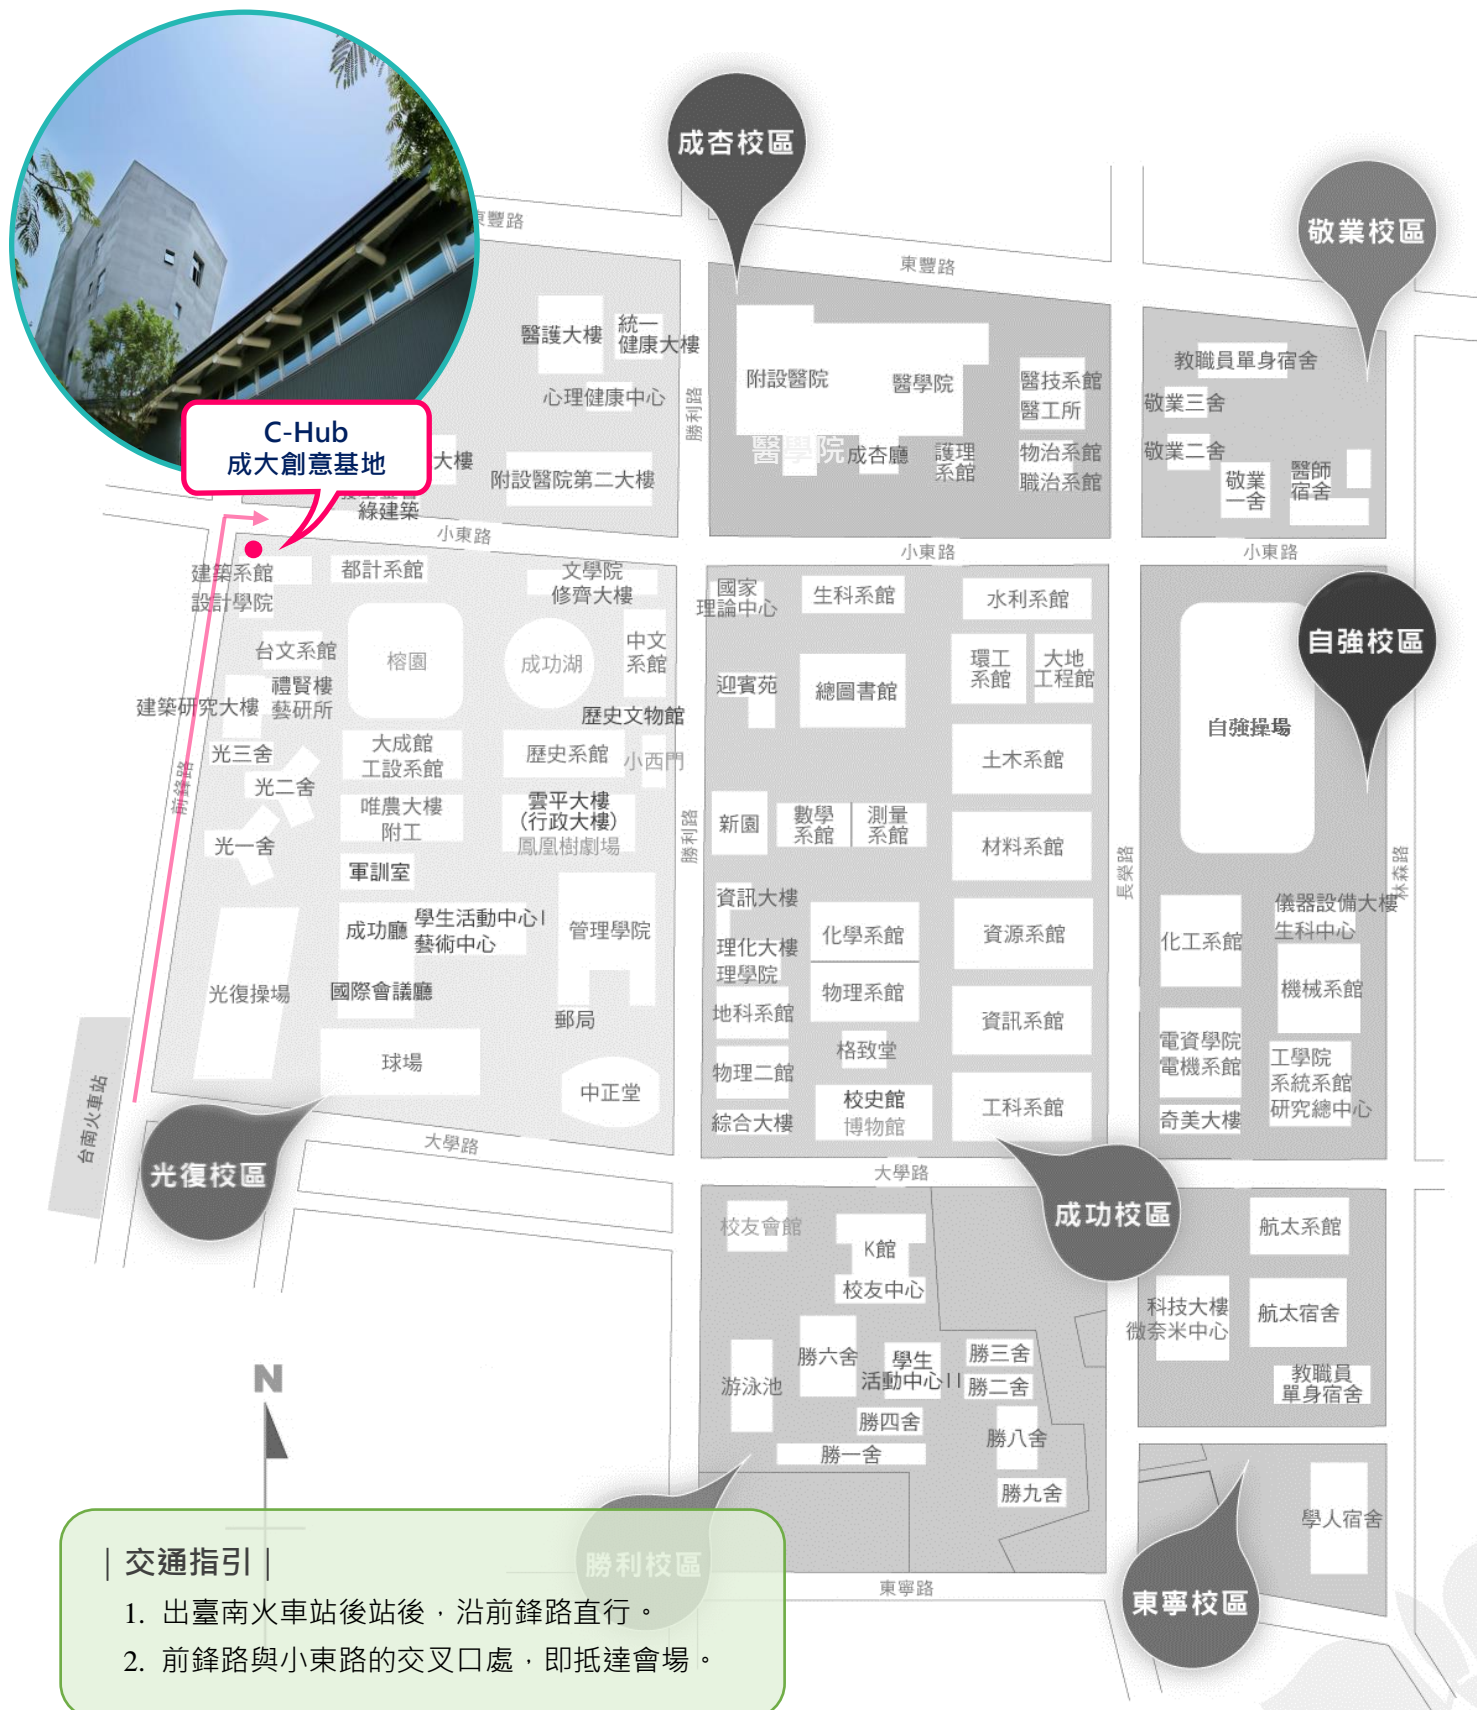 成杏校區
敬業校區
東豐路
東豐路
醫護大樓
統一
健康大樓
心理健康中心
勝利路
附設醫院
醫學院
醫技系館
醫工所
醫學院
成杏廳
護理
系館
物治系館
職治系館
教職員單身宿舍
敬業三舍
敬業二舍
敬業
一舍
醫師
宿舍
C-Hub
成大創意基地
大樓
附設醫院第二大樓
綠建築
小東路
小東路
小東路
建築系館
設計學院
都計系館
文學院
修齊大樓
國家
理論中心
生科系館
水利系館
自強校區
台文系館
榕園
成功湖
中文
系館
環工
系館
大地
工程館
禮賢樓
藝研所
建築研究大樓
迎賓苑
總圖書館
歷史文物館
自強操場
光三舍
大成館
工設系館
歷史系館
小西門
土木系館
前鋒路
光二舍
唯農大樓
附工
雲平大樓
(行政大樓)
鳳凰樹劇場
勝利路
新園
數學
系館
測量
系館
材料系館
長榮路
林森路
光一舍
軍訓室
資訊大樓
儀器設備大樓
生科中心
成功廳
學生活動中心I
藝術中心
管理學院
化學系館
資源系館
化工系館
理化大樓
理學院
光復操場
國際會議廳
物理系館
機械系館
郵局
地科系館
資訊系館
球場
格致堂
電資學院
電機系館
工學院
系統系館
研究總中心
物理二館
中正堂
校史館
博物館
工科系館
綜合大樓
奇美大樓
台南火車站
大學路
大學路
光復校區
成功校區
校友會館
K館
校友中心
航太系館
科技大樓
微奈米中心
航太宿舍
勝六舍
學生
活動中心II
勝三舍
勝二舍
游泳池
教職員
單身宿舍
勝四舍
勝一舍
勝八舍
勝九舍
學人宿舍
N
勝利校區
東寧路
東寧校區
|交通指引|
1. 出臺南火車站後站後,沿前鋒路直行。
2. 前鋒路與小東路的交叉口處,即抵達會場。